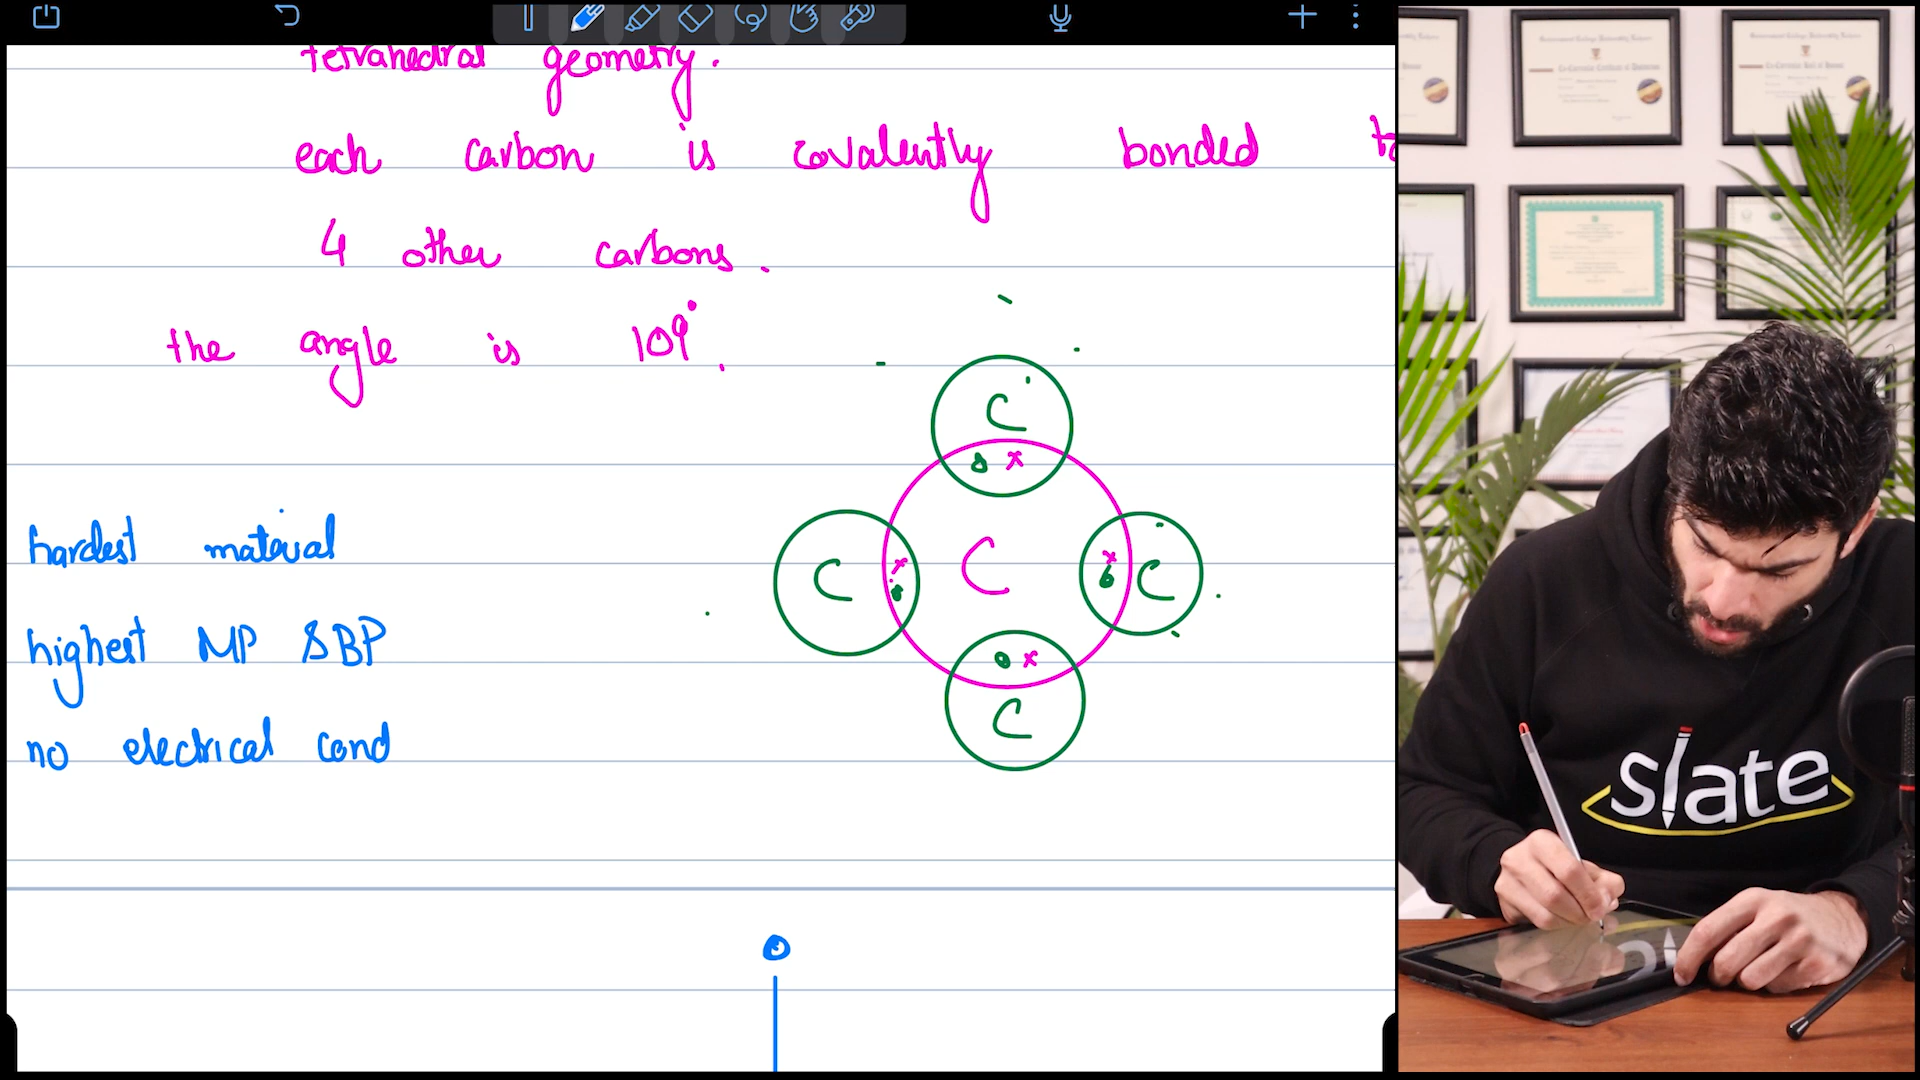 tetrahedral geometry.
each carbon is covalently bonded to
4 other carbons.
the angle is 109°.
C
C
C
C
C
hardest material
highest MP & BP
no electrical cond
slate